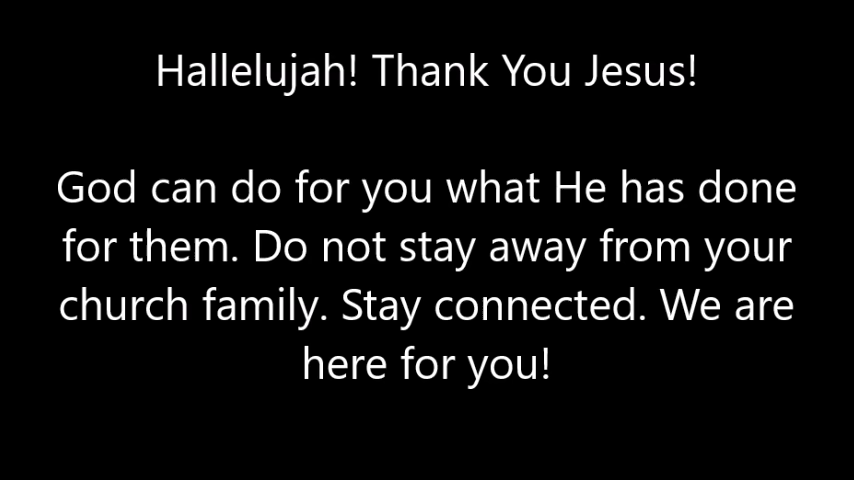 Hallelujah! Thank You Jesus!
God can do for you what He has done
for them. Do not stay away from your
church family. Stay connected. We are
here for you!